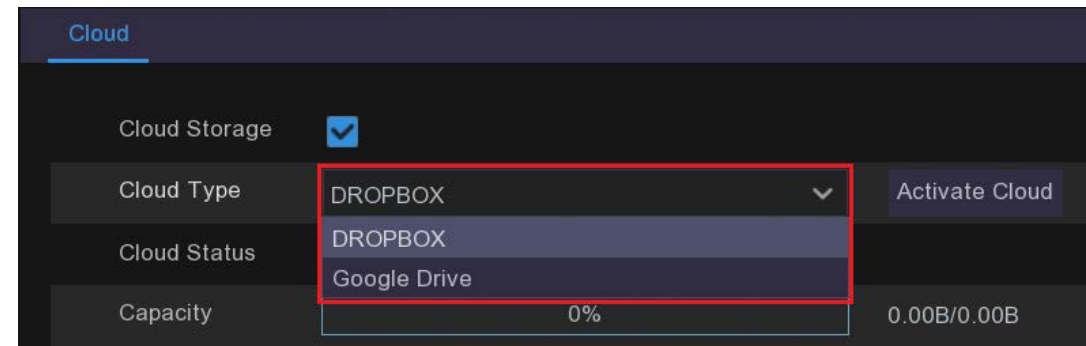 Cloud
Cloud Storage
Cloud Type DROPBOX Activate Cloud
DROPBOX
Cloud Status
Google Drive
Capacity 0% 0.00B/0.00B